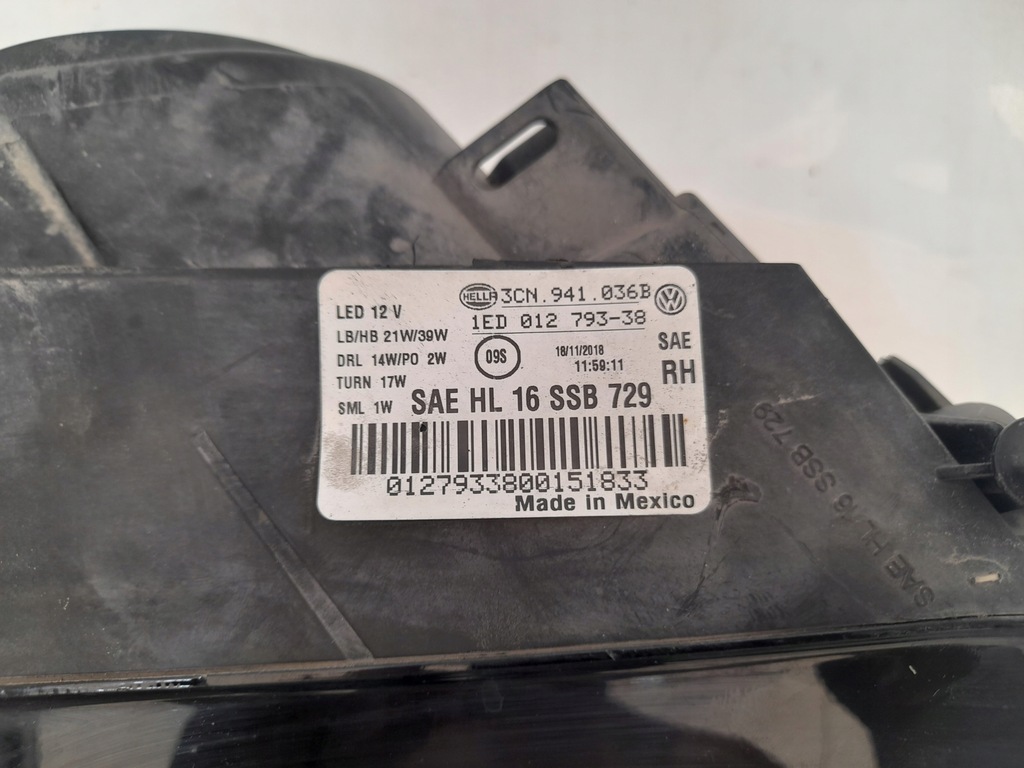 HELLA 3CN.941.036B
LED 12 V
1ED 012 793-38
LB/HB 21W/39W
09S
18/11/2018
SAE
DRL 14W/PO 2W
11:59:11
RH
TURN 17W
SML 1W
SAE HL 16 SSB 729
0127933800151833
Made in Mexico
SAE HL 16 SSB 729